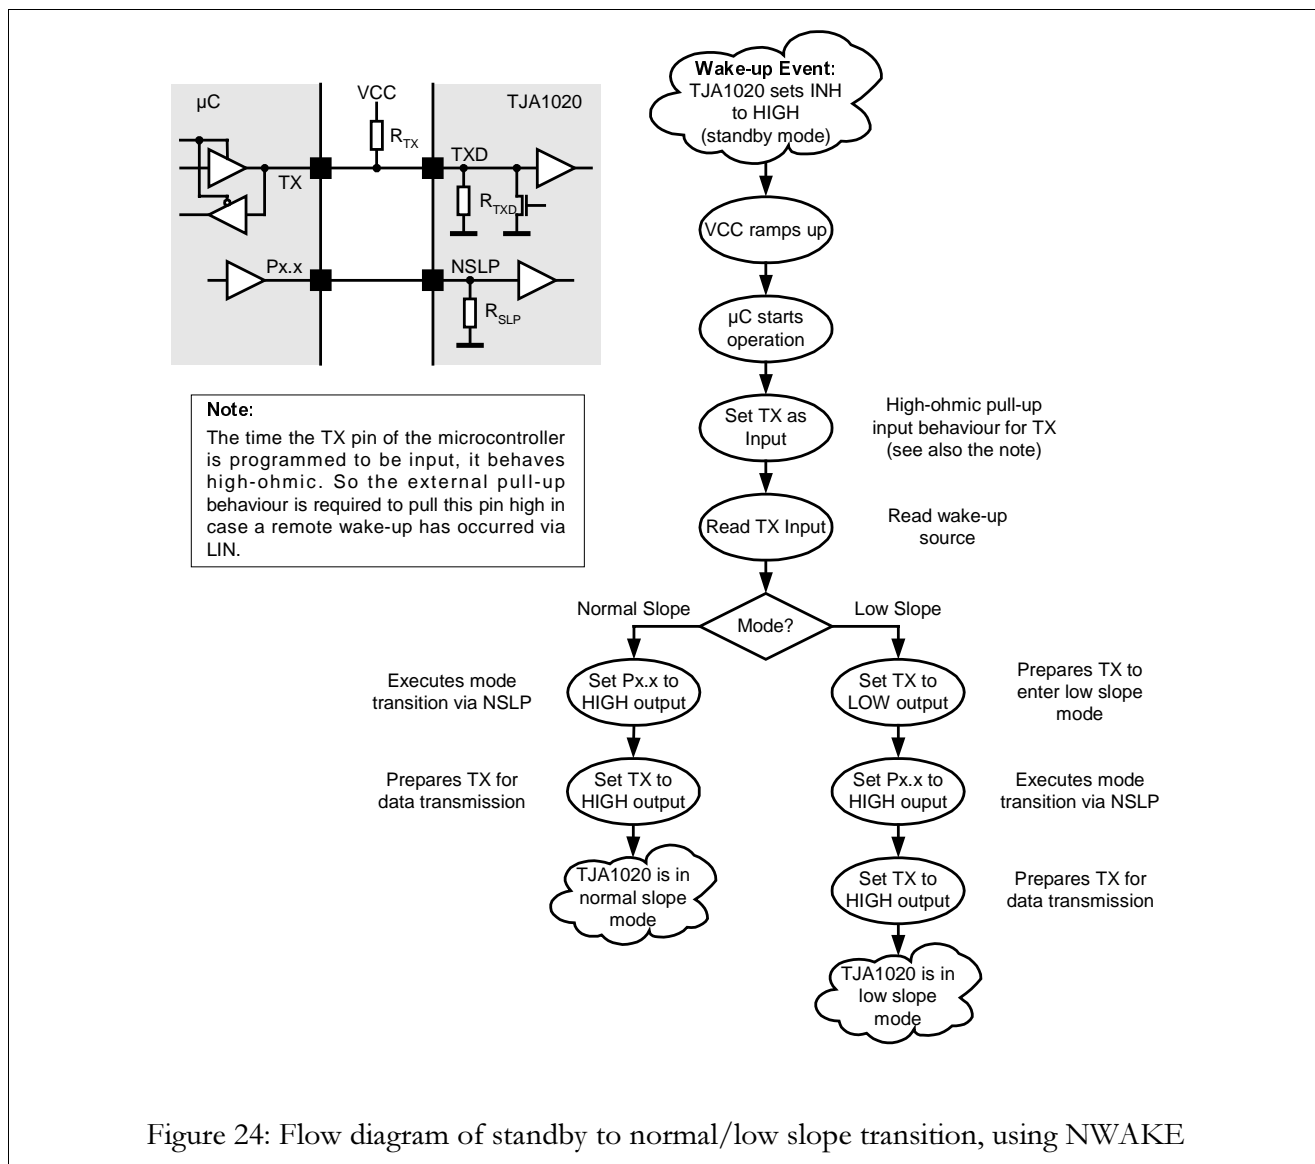 µC
VCC
TJA1020
RTX
TX
TXD
RTXD
Px.x
NSLP
RSLP
Note:
The time the TX pin of the microcontroller
is programmed to be input, it behaves
high-ohmic. So the external pull-up
behaviour is required to pull this pin high in
case a remote wake-up has occurred via
LIN.
Wake-up Event:
TJA1020 sets INH
to HIGH
(standby mode)
VCC ramps up
µC starts
operation
Set TX as
Input
High-ohmic pull-up
input behaviour for TX
(see also the note)
Read TX Input
Read wake-up
source
Mode?
Normal Slope
Low Slope
Executes mode
transition via NSLP
Set Px.x to
HIGH output
Prepares TX for
data transmission
Set TX to
HIGH output
TJA1020 is in
normal slope
mode
Set TX to
LOW output
Prepares TX to
enter low slope
mode
Set Px.x to
HIGH ouput
Executes mode
transition via NSLP
Set TX to
HIGH output
Prepares TX for
data transmission
TJA1020 is in
low slope
mode
Figure 24: Flow diagram of standby to normal/low slope transition, using NWAKE